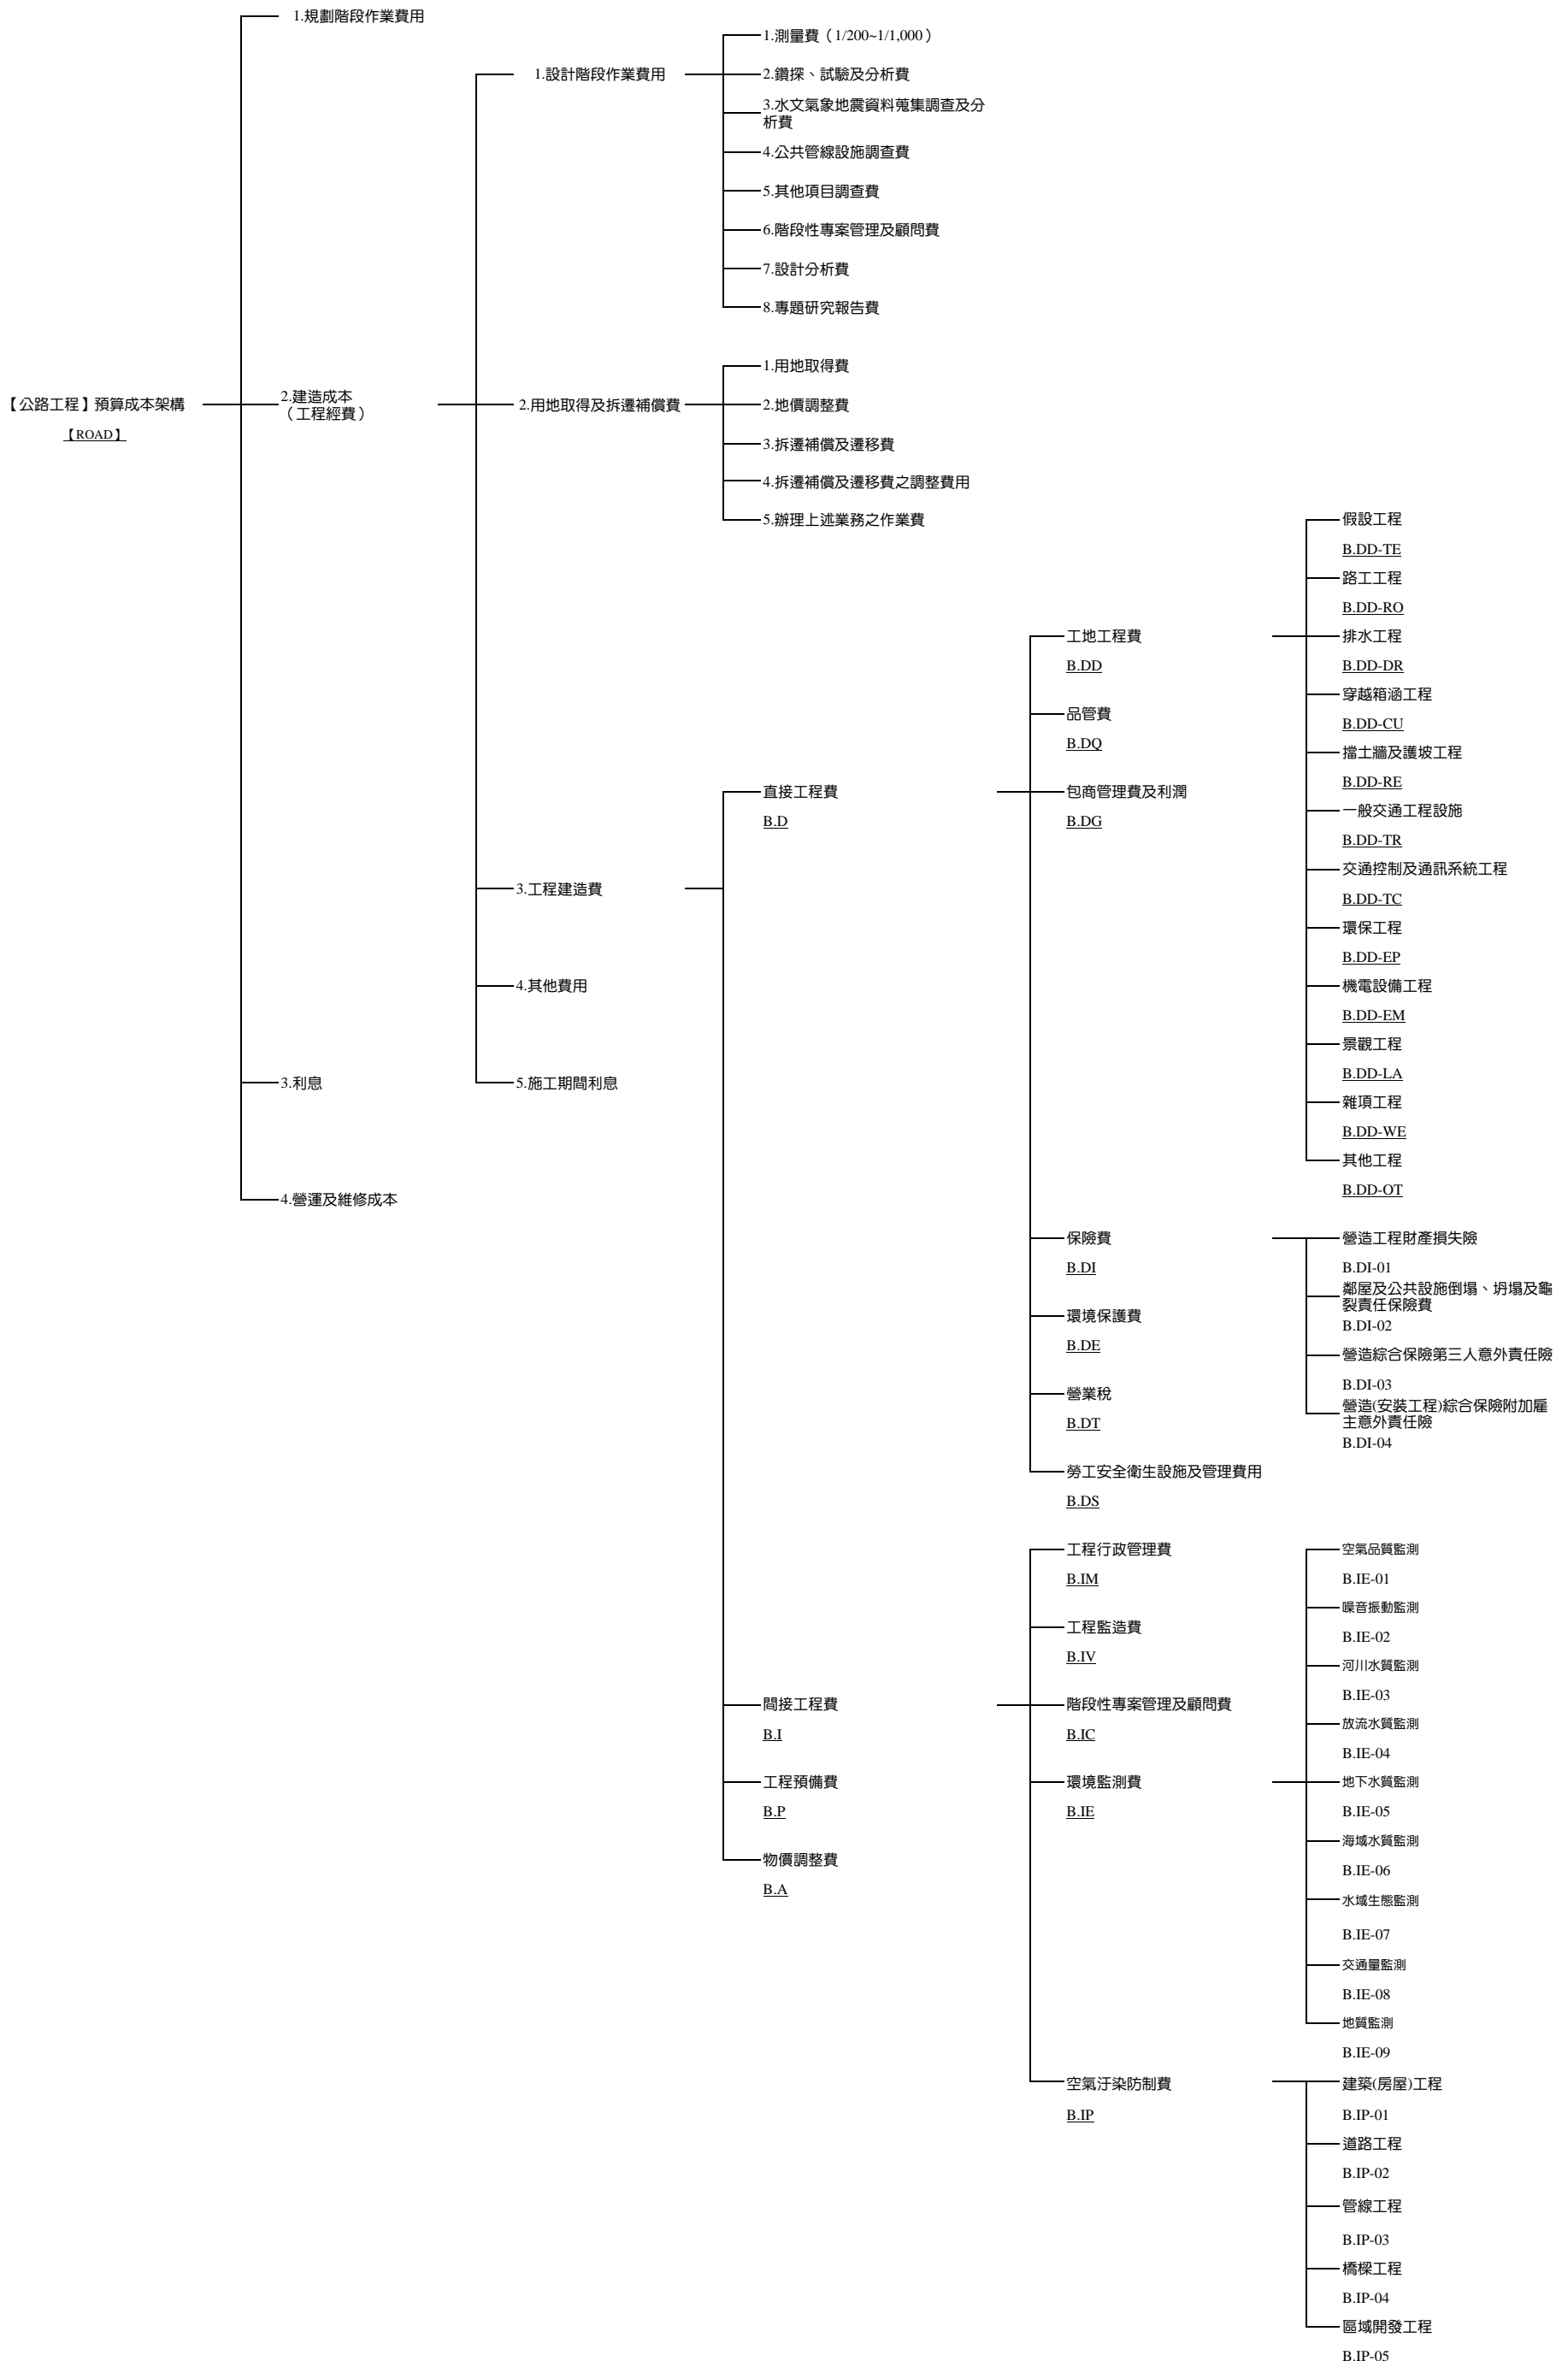 1.規劃階段作業費用
【公路工程】預算成本架構
【ROAD】
2.建造成本
（工程經費）
3.利息
4.營運及維修成本
1.設計階段作業費用
2.用地取得及拆遷補償費
3.工程建造費
4.其他費用
5.施工期間利息
1.測量費（1/200~1/1,000）
2.鑽探、試驗及分析費
3.水文氣象地震資料蒐集調查及分
析費
4.公共管線設施調查費
5.其他項目調查費
6.階段性專案管理及顧問費
7.設計分析費
8.專題研究報告費
1.用地取得費
2.地價調整費
3.拆遷補償及遷移費
4.拆遷補償及遷移費之調整費用
5.辦理上述業務之作業費
直接工程費
B.D
間接工程費
B.I
工程預備費
B.P
物價調整費
B.A
工地工程費
B.DD
品管費
B.DQ
包商管理費及利潤
B.DG
保險費
B.DI
環境保護費
B.DE
營業稅
B.DT
勞工安全衛生設施及管理費用
B.DS
工程行政管理費
B.IM
工程監造費
B.IV
階段性專案管理及顧問費
B.IC
環境監測費
B.IE
空氣汙染防制費
B.IP
假設工程
B.DD-TE
路工工程
B.DD-RO
排水工程
B.DD-DR
穿越箱涵工程
B.DD-CU
擋土牆及護坡工程
B.DD-RE
一般交通工程設施
B.DD-TR
交通控制及通訊系統工程
B.DD-TC
環保工程
B.DD-EP
機電設備工程
B.DD-EM
景觀工程
B.DD-LA
雜項工程
B.DD-WE
其他工程
B.DD-OT
營造工程財產損失險
B.DI-01
鄰屋及公共設施倒塌、坍塌及龜
裂責任保險費
B.DI-02
營造綜合保險第三人意外責任險
B.DI-03
營造(安裝工程)綜合保險附加雇
主意外責任險
B.DI-04
空氣品質監測
B.IE-01
噪音振動監測
B.IE-02
河川水質監測
B.IE-03
放流水質監測
B.IE-04
地下水質監測
B.IE-05
海域水質監測
B.IE-06
水域生態監測
B.IE-07
交通量監測
B.IE-08
地質監測
B.IE-09
建築(房屋)工程
B.IP-01
道路工程
B.IP-02
管線工程
B.IP-03
橋樑工程
B.IP-04
區域開發工程
B.IP-05